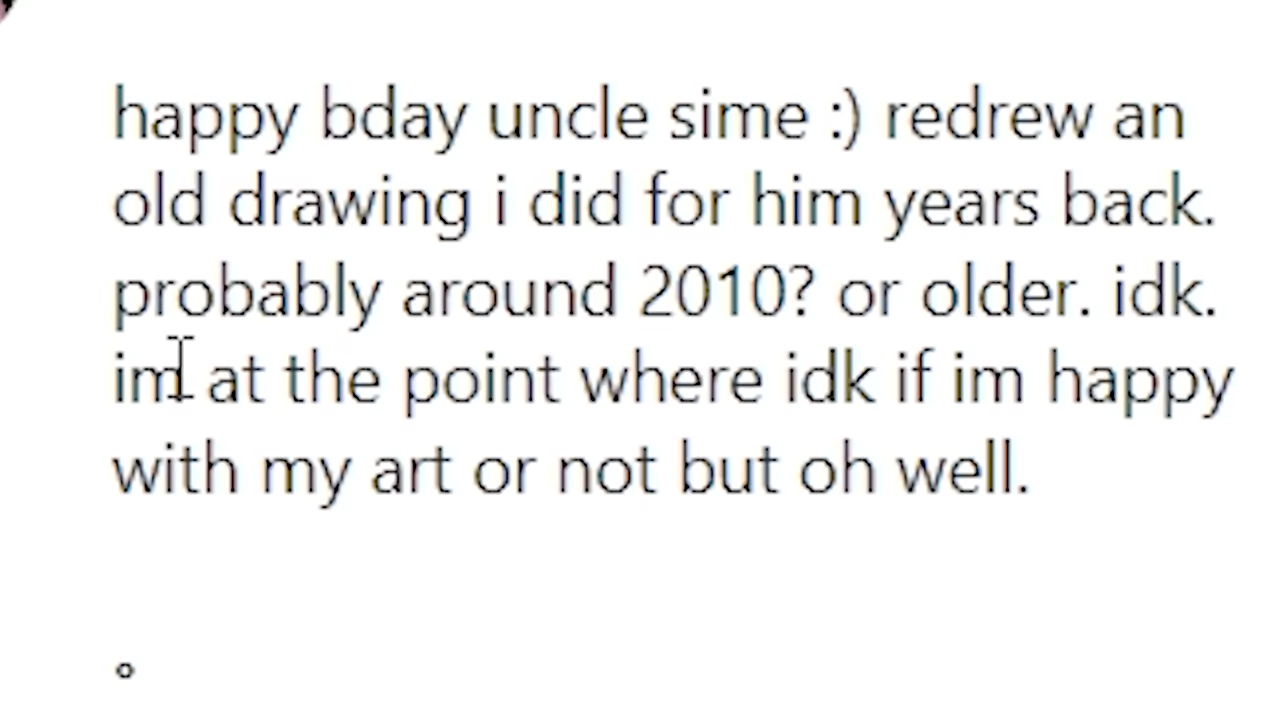 happy bday uncle sime :) redrew an
old drawing i did for him years back.
probably around 2010? or older. idk.
im at the point where idk if im happy
with my art or not but oh well.